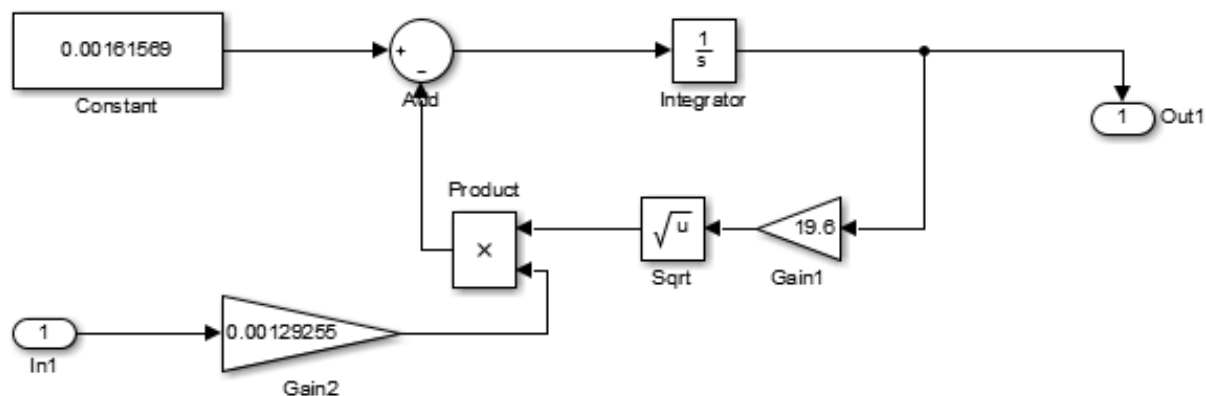 0.00161569
Constant
+
−
Add
1
s
Integrator
1
Out1
Product
×
√u
Sqrt
19.6
Gain1
1
In1
0.00129255
Gain2